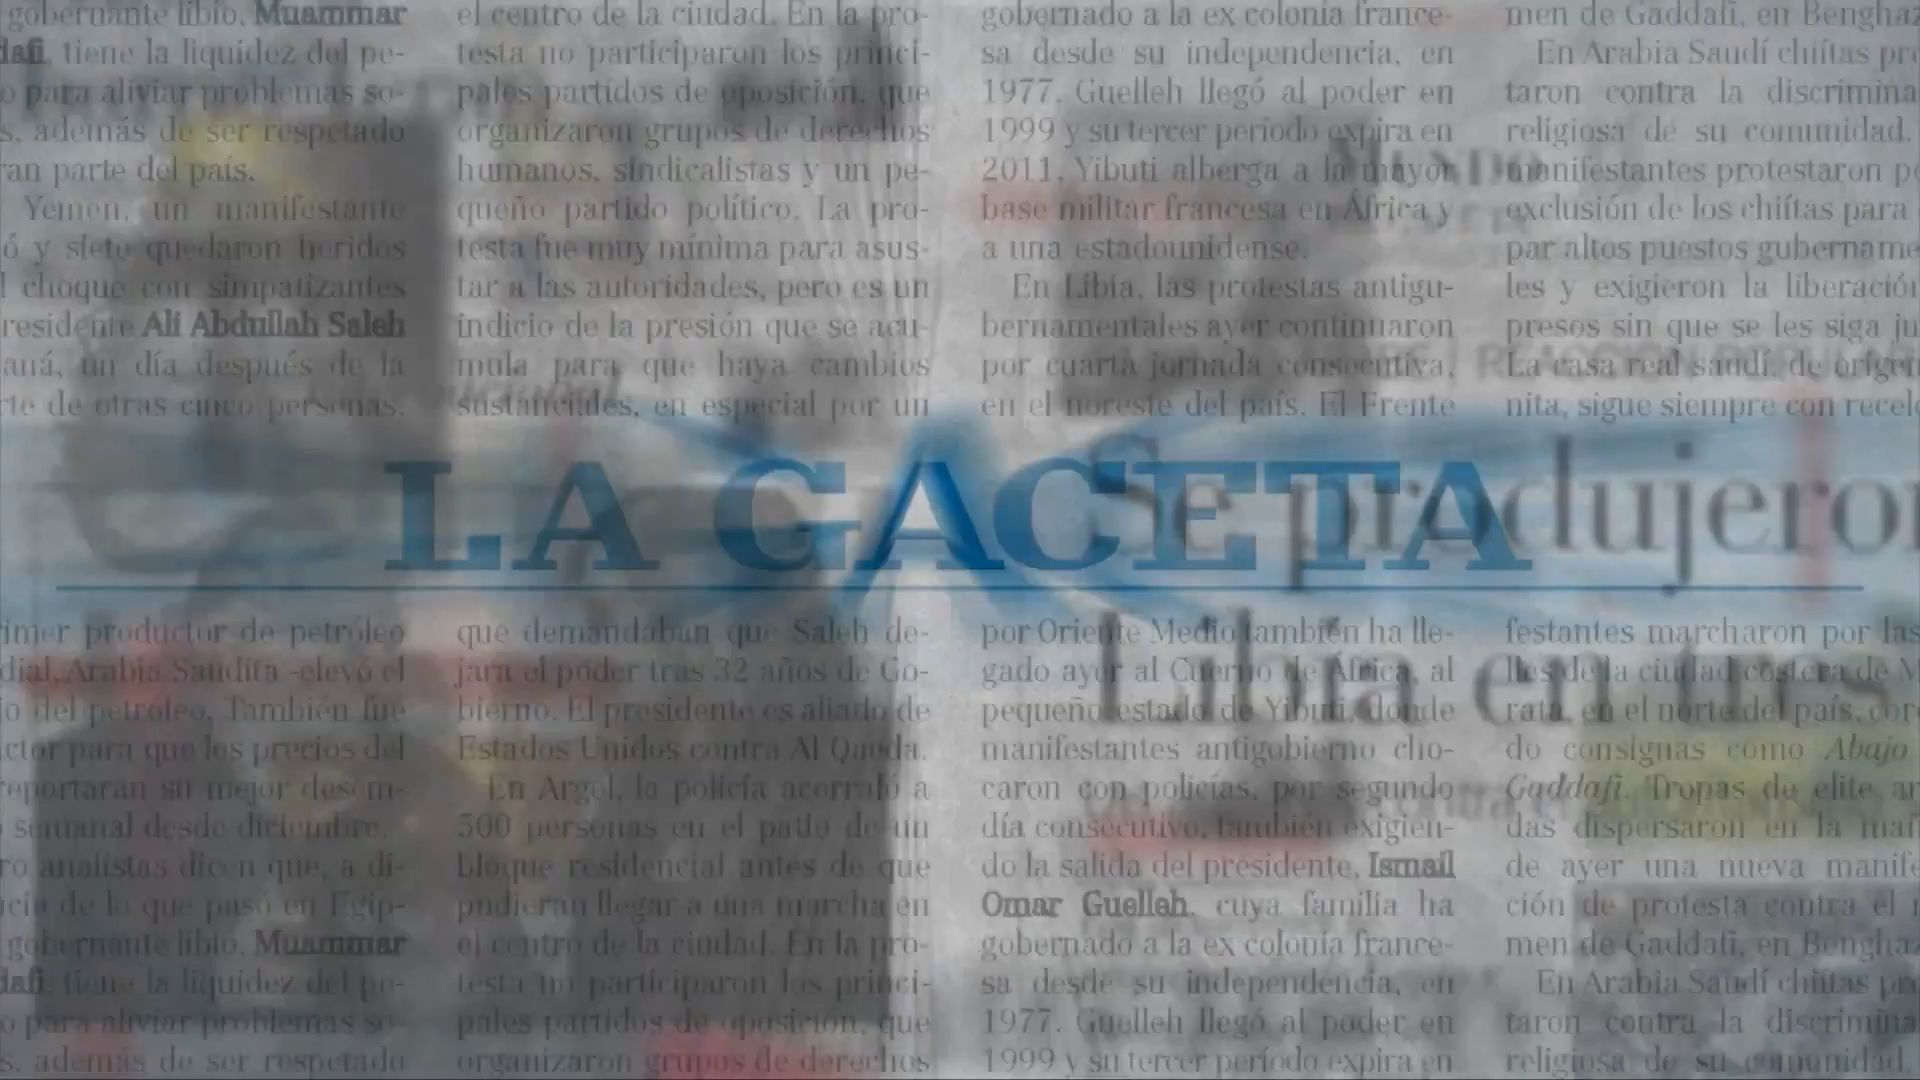 gobernante libio, Muammar
tiene la liquidez del pe-
o para aliviar problemas so-
s, además de ser respetado
ran parte del país.
Yemen, un manifestante
ó y siete quedaron heridos
l choque con simpatizantes
residente Ali Abdullah Saleh
aná, un día después de la
rte de otras cinco personas.
el centro de la ciudad. En la pro-
testa no participaron los princi-
pales partidos de oposición, que
organizaron grupos de derechos
humanos, sindicalistas y un pe-
queño partido político. La pro-
testa fue muy mínima para asus-
tar a las autoridades, pero es un
indicio de la presión que se acu-
mula para que haya cambios
sustanciales, en especial por un
gobernado a la ex colonia france-
sa desde su independencia, en
1977. Guelleh llegó al poder en
1999 y su tercer período expira en
2011. Yibuti alberga a la mayor
base militar francesa en África y
a una estadounidense.
En Libia, las protestas antigu-
bernamentales ayer continuaron
por cuarta jornada consecutiva,
en el noreste del país. El Frente
men de Gaddafi, en Bengha
En Arabia Saudí chiítas pr
taron contra la discrimina
religiosa de su comunidad.
manifestantes protestaron p
exclusión de los chiítas para
par altos puestos gubername
les y exigieron la liberació
presos sin que se les siga ju
La casa real saudí, de origen
nita, sigue siempre con recel
LA GACETA
Se produjeron
Libia en tres
imer productor de petróleo
dial, Arabia Saudita -elevó el
io del petróleo. También fue
ctor para que los precios del
reportaran su mejor desem-
semanal desde diciembre.
ro analistas dicen que, a di-
cia de lo que pasó en Egip-
gobernante libio, Muammar
tiene la liquidez del pe-
o para aliviar problemas so-
s, además de ser respetado
que demandaban que Saleh de-
jara el poder tras 32 años de Go-
bierno. El presidente es aliado de
Estados Unidos contra Al Qaeda.
En Argel, la policía acorraló a
500 personas en el patio de un
bloque residencial antes de que
pudieran llegar a una marcha en
el centro de la ciudad. En la pro-
testa no participaron los princi-
pales partidos de oposición, que
organizaron grupos de derechos
por Oriente Medio también ha lle-
gado ayer al Cuerno de África, al
pequeño estado de Yibuti, donde
manifestantes antigobierno cho-
caron con policías, por segundo
día consecutivo, también exigien-
do la salida del presidente, Ismail
Omar Guelleh, cuya familia ha
gobernado a la ex colonia france-
sa desde su independencia, en
1977. Guelleh llegó al poder en
1999 y su tercer período expira en
festantes marcharon por las
lles de la ciudad costera de M
rata, en el norte del país, cor
do consignas como Abajo
Gaddafi. Tropas de elite ar
das dispersaron en la mañ
de ayer una nueva manife
ción de protesta contra el
men de Gaddafi, en Bengha
En Arabia Saudí chiítas pr
taron contra la discrimina
religiosa de su comunidad.